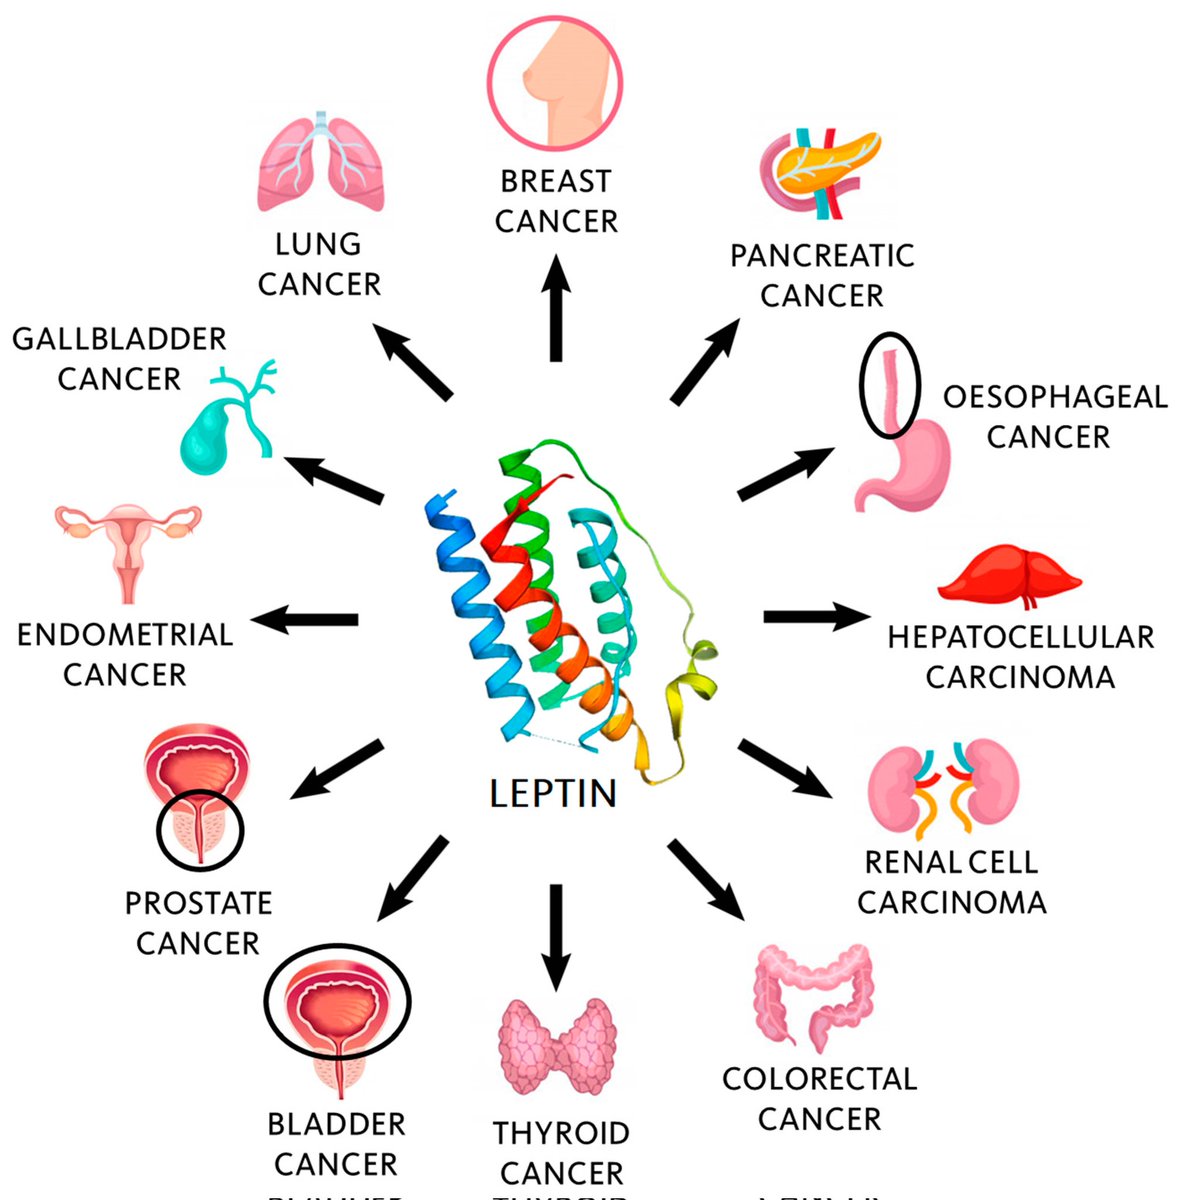 BREAST
CANCER
LUNG
CANCER
PANCREATIC
CANCER
GALLBLADDER
CANCER
OESOPHAGEAL
CANCER
ENDOMETRIAL
CANCER
HEPATOCELLULAR
CARCINOMA
LEPTIN
RENAL CELL
CARCINOMA
PROSTATE
CANCER
COLORECTAL
CANCER
BLADDER
CANCER
THYROID
CANCER